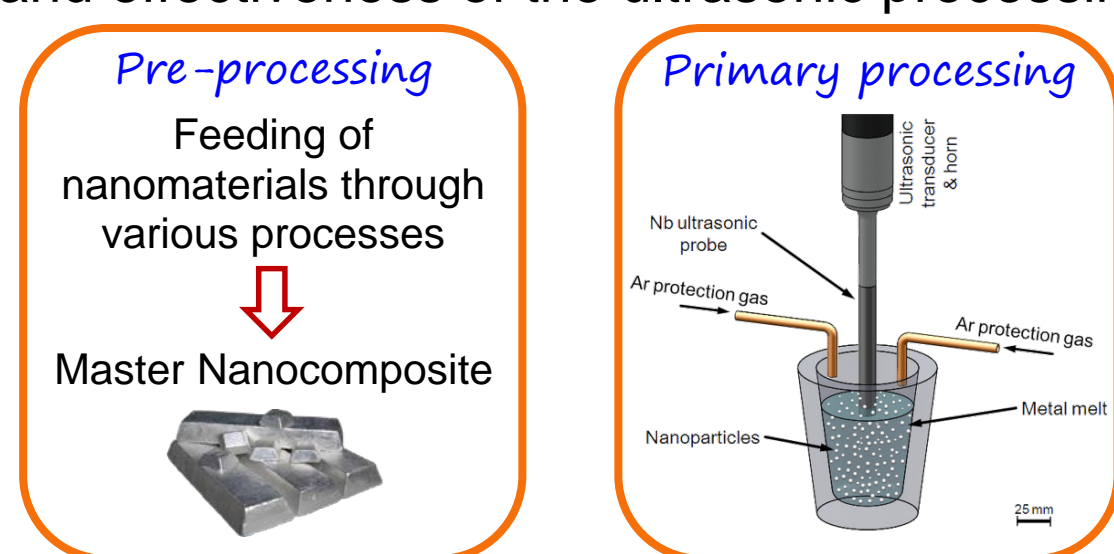 and effectiveness of the ultrasonic processin
Pre-processing
Feeding of
nanomaterials through
various processes
Master Nanocomposite
Primary processing
Ultrasonic
transducer
& horn
Nb ultrasonic
probe
Ar protection gas
Ar protection gas
Metal melt
Nanoparticles
25 mm